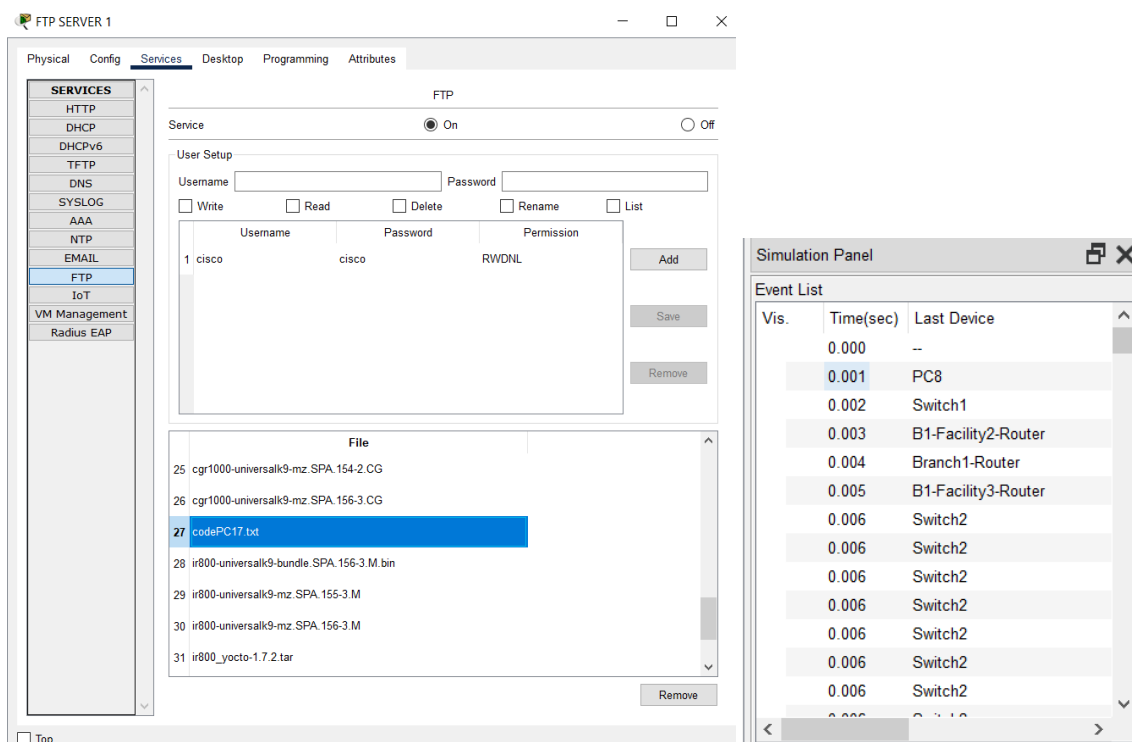 FTP SERVER 1
Physical Config Services Desktop Programming Attributes
SERVICES
HTTP
DHCP
DHCPv6
TFTP
DNS
SYSLOG
AAA
NTP
EMAIL
FTP
IoT
VM Management
Radius EAP
FTP
Service On Off
User Setup
Username Password
Write Read Delete Rename List
Username Password Permission
1 cisco cisco RWDNL
Add
Save
Remove
File
25 cgr1000-universalk9-mz.SPA.154-2.CG
26 cgr1000-universalk9-mz.SPA.156-3.CG
27 codePC17.txt
28 ir800-universalk9-bundle.SPA.156-3.M.bin
29 ir800-universalk9-mz.SPA.155-3.M
30 ir800-universalk9-mz.SPA.156-3.M
31 ir800_yocto-1.7.2.tar
Remove
Top
Simulation Panel
Event List
Vis. Time(sec) Last Device
0.000 --
0.001 PC8
0.002 Switch1
0.003 B1-Facility2-Router
0.004 Branch1-Router
0.005 B1-Facility3-Router
0.006 Switch2
0.006 Switch2
0.006 Switch2
0.006 Switch2
0.006 Switch2
0.006 Switch2
0.006 Switch2